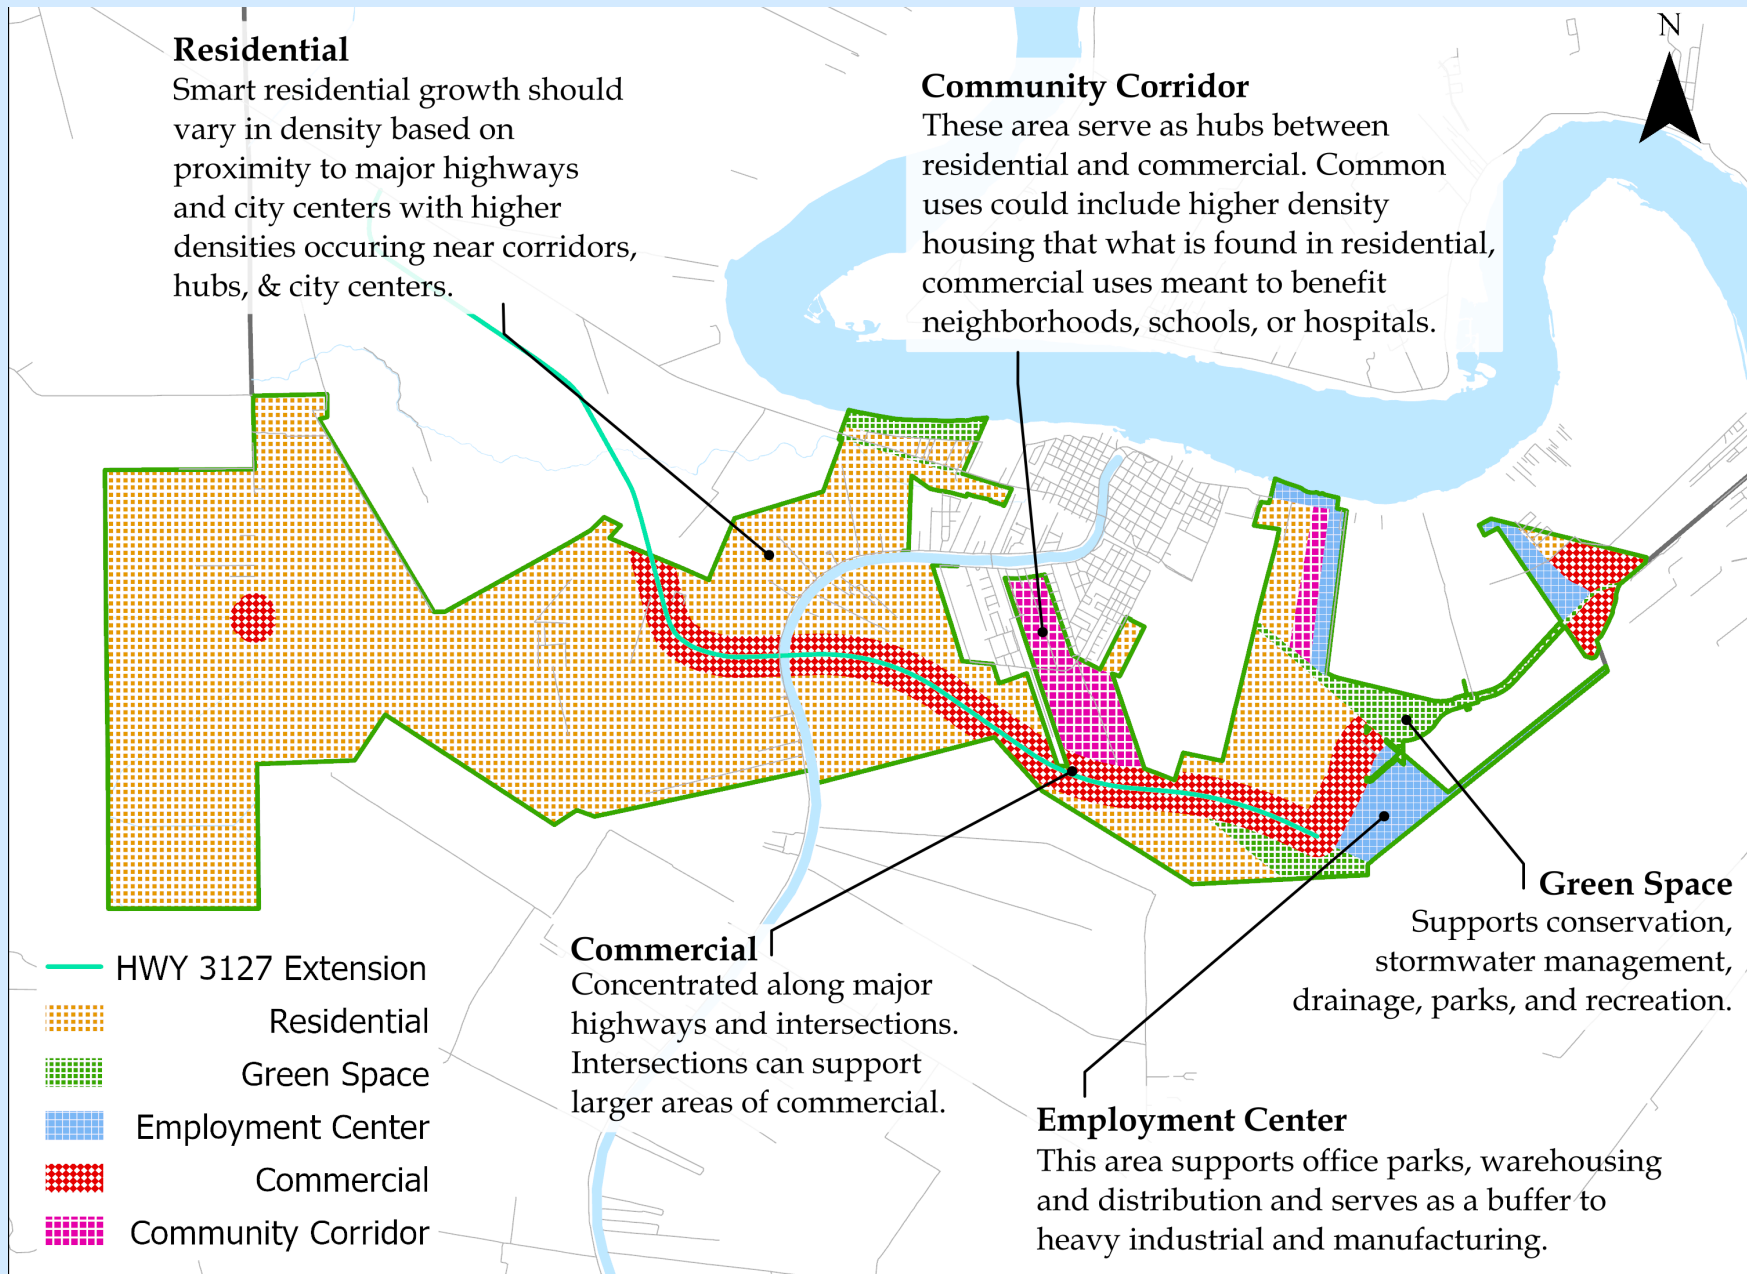 Residential
Smart residential growth should
vary in density based on
proximity to major highways
and city centers with higher
densities occuring near corridors,
hubs, & city centers.
Community Corridor
These area serve as hubs between
residential and commercial. Common
uses could include higher density
housing that what is found in residential,
commercial uses meant to benefit
neighborhoods, schools, or hospitals.
N
Green Space
Supports conservation,
stormwater management,
drainage, parks, and recreation.
Commercial
Concentrated along major
highways and intersections.
Intersections can support
larger areas of commercial.
Employment Center
This area supports office parks, warehousing
and distribution and serves as a buffer to
heavy industrial and manufacturing.
HWY 3127 Extension
Residential
Green Space
Employment Center
Commercial
Community Corridor